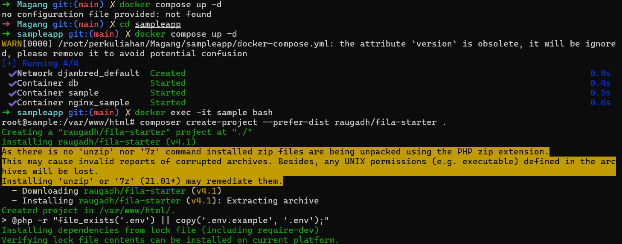 ➜ Magang git:(main) ✗ docker compose up -d
no configuration file provided: not found
➜ Magang git:(main) ✗ cd sampleapp
➜ sampleapp git:(main) ✗ docker compose up -d
WARN[0000] /root/perkuliahan/Magang/sampleapp/docker-compose.yml: the attribute `version` is obsolete, it will be ignore
d, please remove it to avoid potential confusion
[+] Running 4/4
✔Network djambred_default Created 0.0s
✔Container db Started 0.4s
✔Container sample Started 0.5s
✔Container nginx_sample Started 0.6s
➜ sampleapp git:(main) ✗ docker exec -it sample bash
root@sample:/var/www/html# composer create-project --prefer-dist raugadh/fila-starter .
Creating a "raugadh/fila-starter" project at "./"
Installing raugadh/fila-starter (v4.1)
As there is no 'unzip' nor '7z' command installed zip files are being unpacked using the PHP zip extension.
This may cause invalid reports of corrupted archives. Besides, any UNIX permissions (e.g. executable) defined in the arc
hives will be lost.
Installing 'unzip' or '7z' (21.01+) may remediate them.
- Downloading raugadh/fila-starter (v4.1)
- Installing raugadh/fila-starter (v4.1): Extracting archive
Created project in /var/www/html/.
> @php -r "file_exists('.env') || copy('.env.example', '.env');"
Installing dependencies from lock file (including require-dev)
Verifying lock file contents can be installed on current platform.